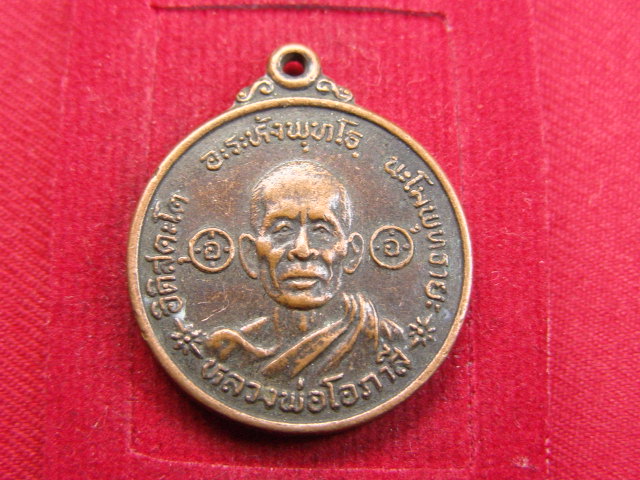 อิติสุคะโต อะระหังพุทโธ นะโมพุทธายะ
อ
อ
หลวงพ่อโอภาสี